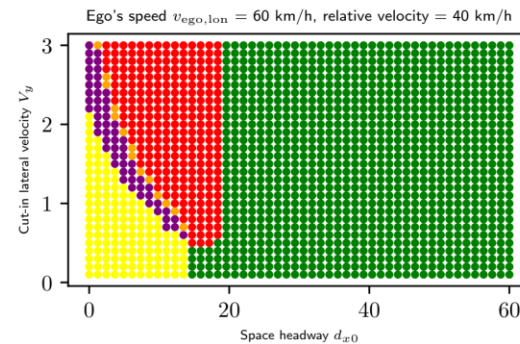 Ego's speed v_ego,lon = 60 km/h, relative velocity = 40 km/h
3
2
1
0
Cut-in lateral velocity V_y
0
20
40
60
Space headway d_x0